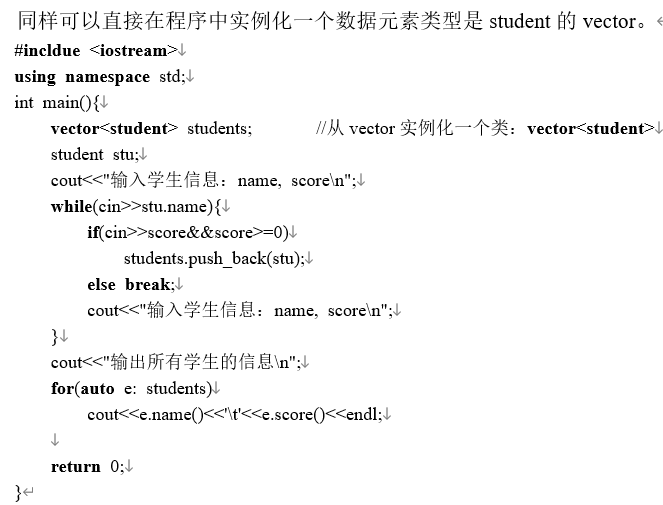 同样可以直接在程序中实例化一个数据元素类型是 student 的 vector。
#incldue <iostream>
using namespace std;
int main(){
vector<student> students; //从 vector 实例化一个类：vector<student>
student stu;
cout<<"输入学生信息：name, score\n";
while(cin>>stu.name){
if(cin>>score&&score>=0)
students.push_back(stu);
else break;
cout<<"输入学生信息：name, score\n";
}
cout<<"输出所有学生的信息\n";
for(auto e: students)
cout<<e.name()<<'\t'<<e.score()<<endl;
return 0;
}